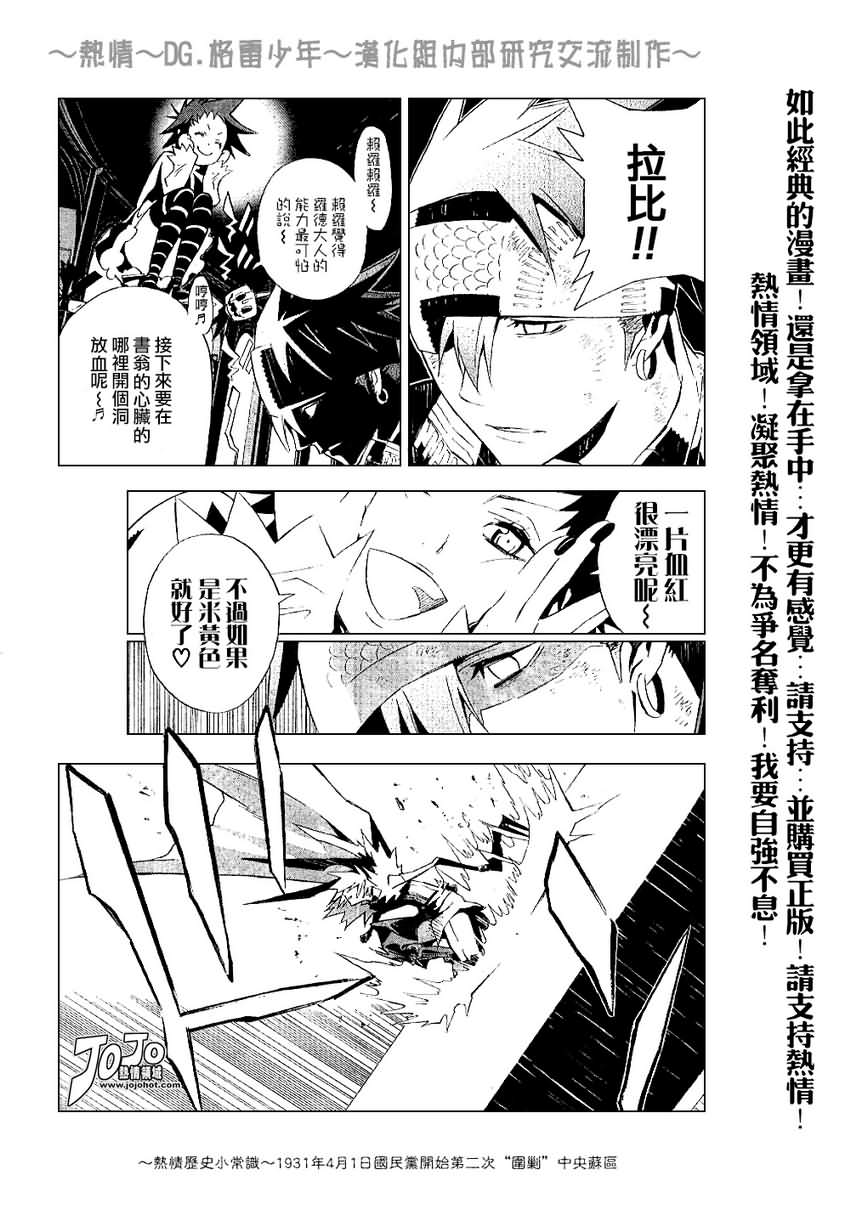 ～熱情～DG.格雷少年～漢化組内部研究交流制作～
如此經典的漫畫！還是拿在手中…才更有感覺…請支持…並購買正版！請支持熱情！
熱情領域！凝聚熱情！不為爭名奪利！我要自強不息！
拉比!!
賴羅賴羅～
賴羅覺得
羅德大人的
能力最可怕
的說～
哼哼♬
接下來要在
書翁的心臟的
哪裡開個洞
放血呢～♬
一片血紅
很漂亮呢～
不過如果
是米黃色
就好了♡
JOJO
熱情領域
www.jojohot.com
～熱情歷史小常識～1931年4月1日國民黨開始第二次“圍剿”中央蘇區